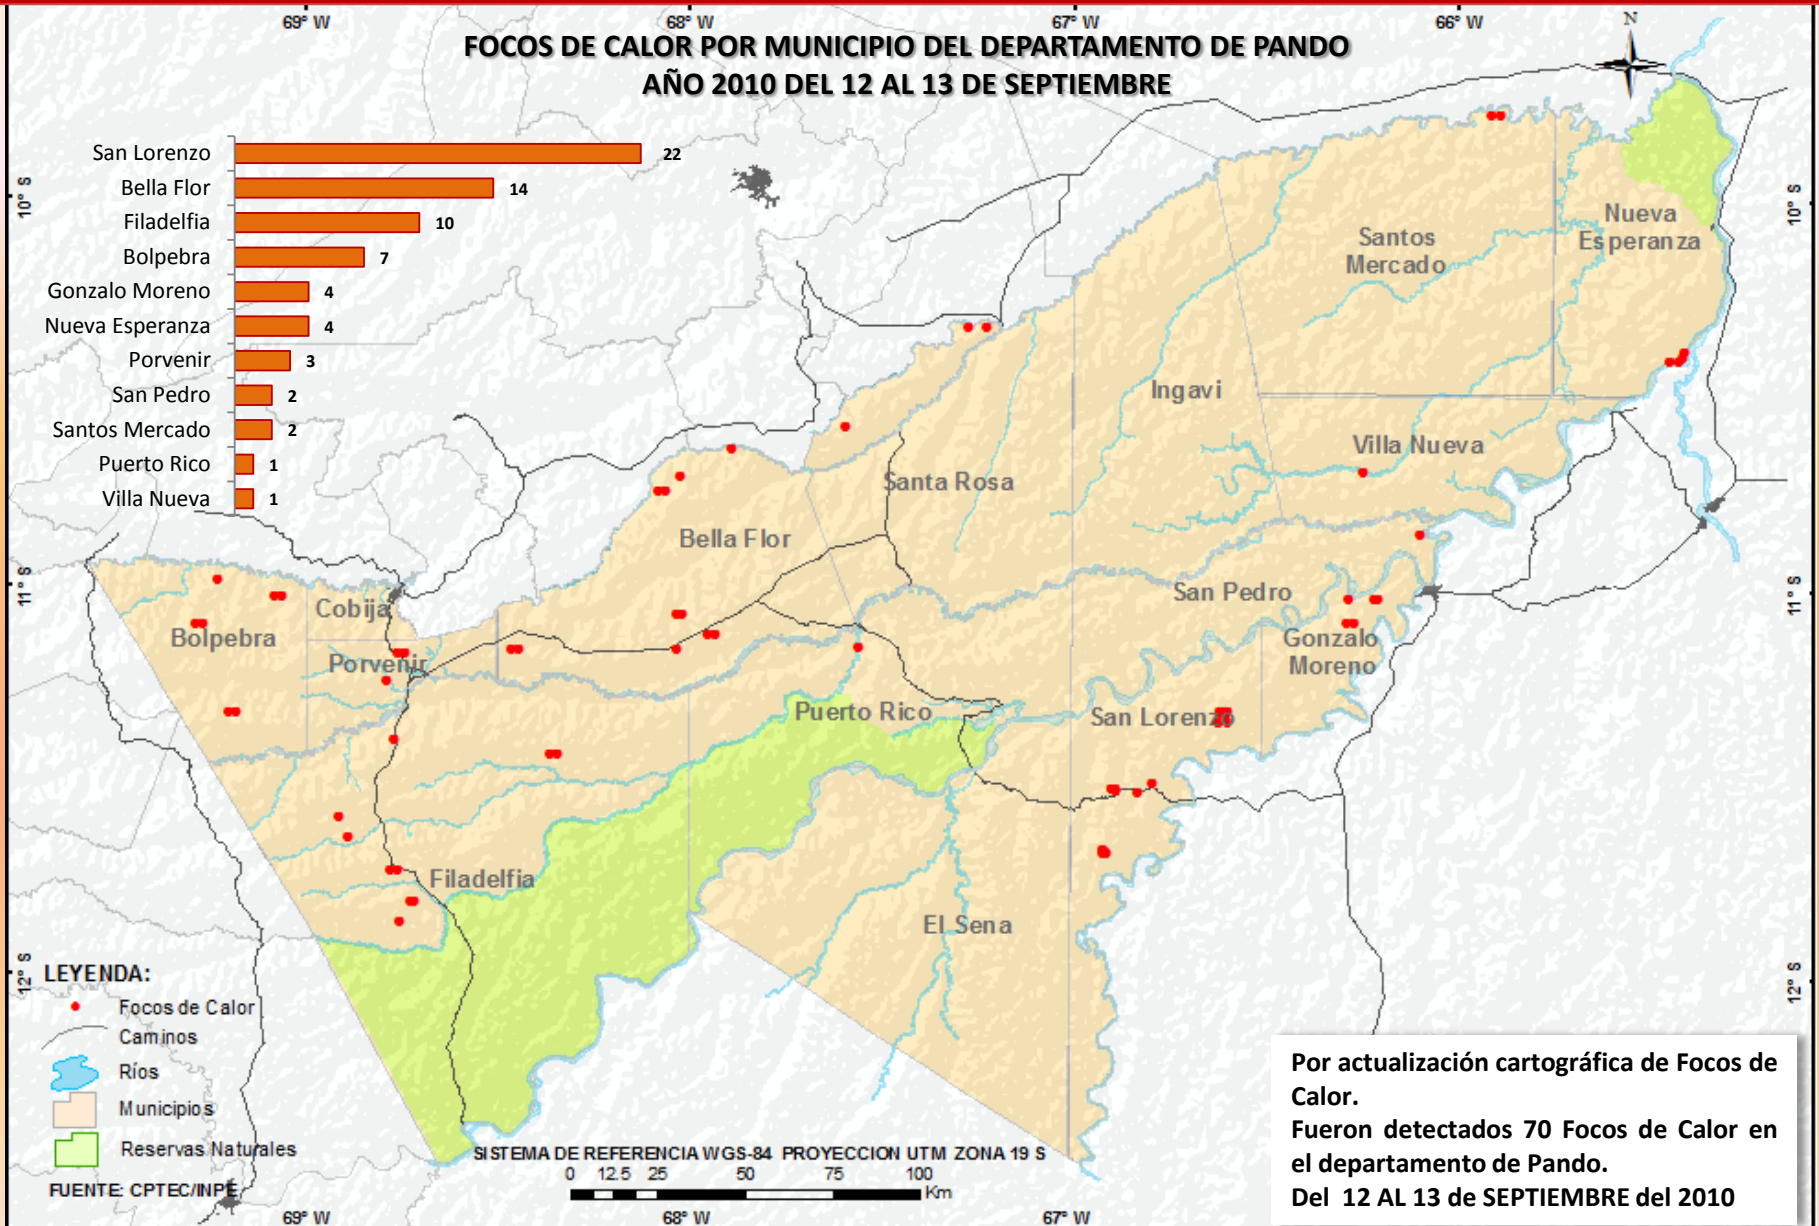 69° W
68° W
67° W
66° W
N
FOCOS DE CALOR POR MUNICIPIO DEL DEPARTAMENTO DE PANDO
AÑO 2010 DEL 12 AL 13 DE SEPTIEMBRE
San Lorenzo 22
Bella Flor 14
Filadelfia 10
Bolpebra 7
Gonzalo Moreno 4
Nueva Esperanza 4
Porvenir 3
San Pedro 2
Santos Mercado 2
Puerto Rico 1
Villa Nueva 1
10° S
10° S
11° S
11° S
12° S
12° S
Nueva
Esperanza
Santos
Mercado
Ingavi
Villa Nueva
Santa Rosa
Bella Flor
San Pedro
Cobija
Bolpebra
Porvenir
Gonzalo
Moreno
Puerto Rico
San Lorenzo
Filadelfia
El Sena
LEYENDA:
Focos de Calor
Caminos
Ríos
Municipios
Reservas Naturales
FUENTE: CPTEC/INPE
SISTEMA DE REFERENCIA WGS-84 PROYECCION UTM ZONA 19 S
0 12.5 25 50 75 100
Km
Por actualización cartográfica de Focos de
Calor.
Fueron detectados 70 Focos de Calor en
el departamento de Pando.
Del 12 AL 13 de SEPTIEMBRE del 2010
69° W
68° W
67° W